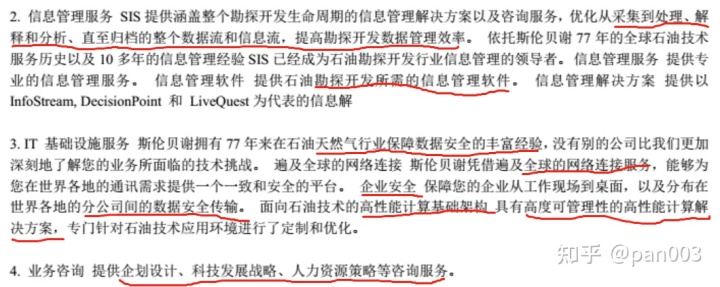 2. 信息管理服务 SIS 提供涵盖整个勘探开发生命周期的信息管理解决方案以及咨询服务，优化从采集到处理、解
释和分析、直至归档的整个数据流和信息流，提高勘探开发数据管理效率。 依托斯伦贝谢 77 年的全球石油技术
服务历史以及 10 多年的信息管理经验 SIS 已经成为石油勘探开发行业信息管理的领导者。信息管理服务 提供专
业的信息管理服务。 信息管理软件 提供石油勘探开发所需的信息管理软件。 信息管理解决方案 提供以
InfoStream, DecisionPoint 和 LiveQuest 为代表的信息解
3. IT 基础设施服务 斯伦贝谢拥有 77 年来在石油天然气行业保障数据安全的丰富经验，没有别的公司比我们更加
深刻地了解您的业务所面临的技术挑战。 遍及全球的网络连接 斯伦贝谢凭借遍及全球的网络连接服务，能够为
您在世界各地的通讯需求提供一个一致和安全的平台。 企业安全 保障您的企业从工作现场到桌面，以及分布在
世界各地的分公司间的数据安全传输。 面向石油技术的高性能计算基础架构 具有高度可管理性的高性能计算解
决方案，专门针对石油技术应用环境进行了定制和优化。
4. 业务咨询 提供企划设计、科技发展战略、人力资源策略等咨询服务。
知乎 @pan003